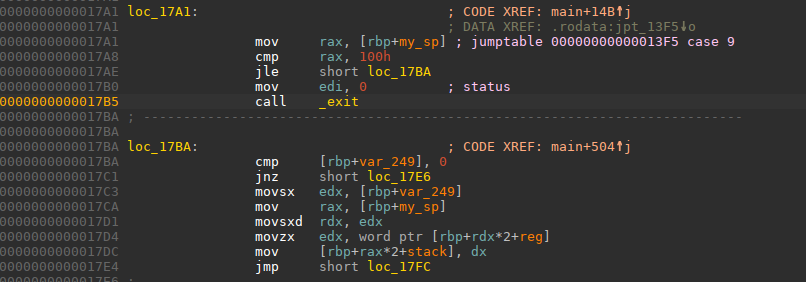 00000000000017A1 loc_17A1: ; CODE XREF: main+14B↑j
00000000000017A1 ; DATA XREF: .rodata:jpt_13F5↓o
00000000000017A1 mov rax, [rbp+my_sp] ; jumptable 00000000000013F5 case 9
00000000000017A8 cmp rax, 100h
00000000000017AE jle short loc_17BA
00000000000017B0 mov edi, 0 ; status
00000000000017B5 call _exit
00000000000017BA ; ---------------------------------------------------------------------------
00000000000017BA
00000000000017BA loc_17BA: ; CODE XREF: main+504↑j
00000000000017BA cmp [rbp+var_249], 0
00000000000017C1 jnz short loc_17E6
00000000000017C3 movsx edx, [rbp+var_249]
00000000000017CA mov rax, [rbp+my_sp]
00000000000017D1 movsxd rdx, edx
00000000000017D4 movzx edx, word ptr [rbp+rdx*2+reg]
00000000000017DC mov [rbp+rax*2+stack], dx
00000000000017E4 jmp short loc_17FC